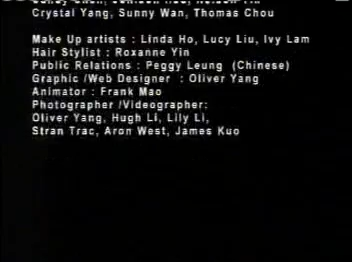 Crystal Yang, Sunny Wan, Thomas Chou
Make Up artists : Linda Ho, Lucy Liu, Ivy Lam
Hair Stylist : Roxanne Yin
Public Relations : Peggy Leung (Chinese)
Graphic /Web Designer : Oliver Yang
Animator : Frank Mao
Photographer /Videographer:
Oliver Yang, Hugh Li, Lily Li,
Stran Trac, Aron West, James Kuo